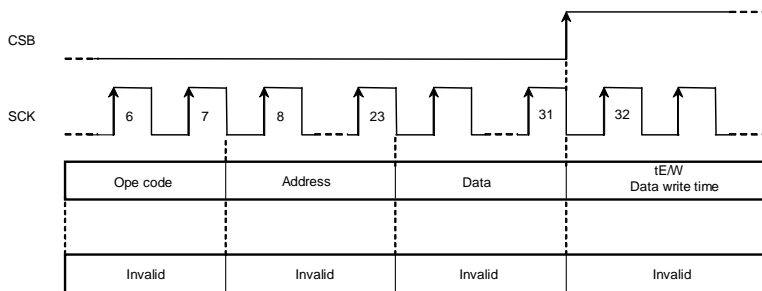 CSB
SCK
6 7 8 23 31 32
Ope code Address Data tE/W
Data write time
Invalid Invalid Invalid Invalid